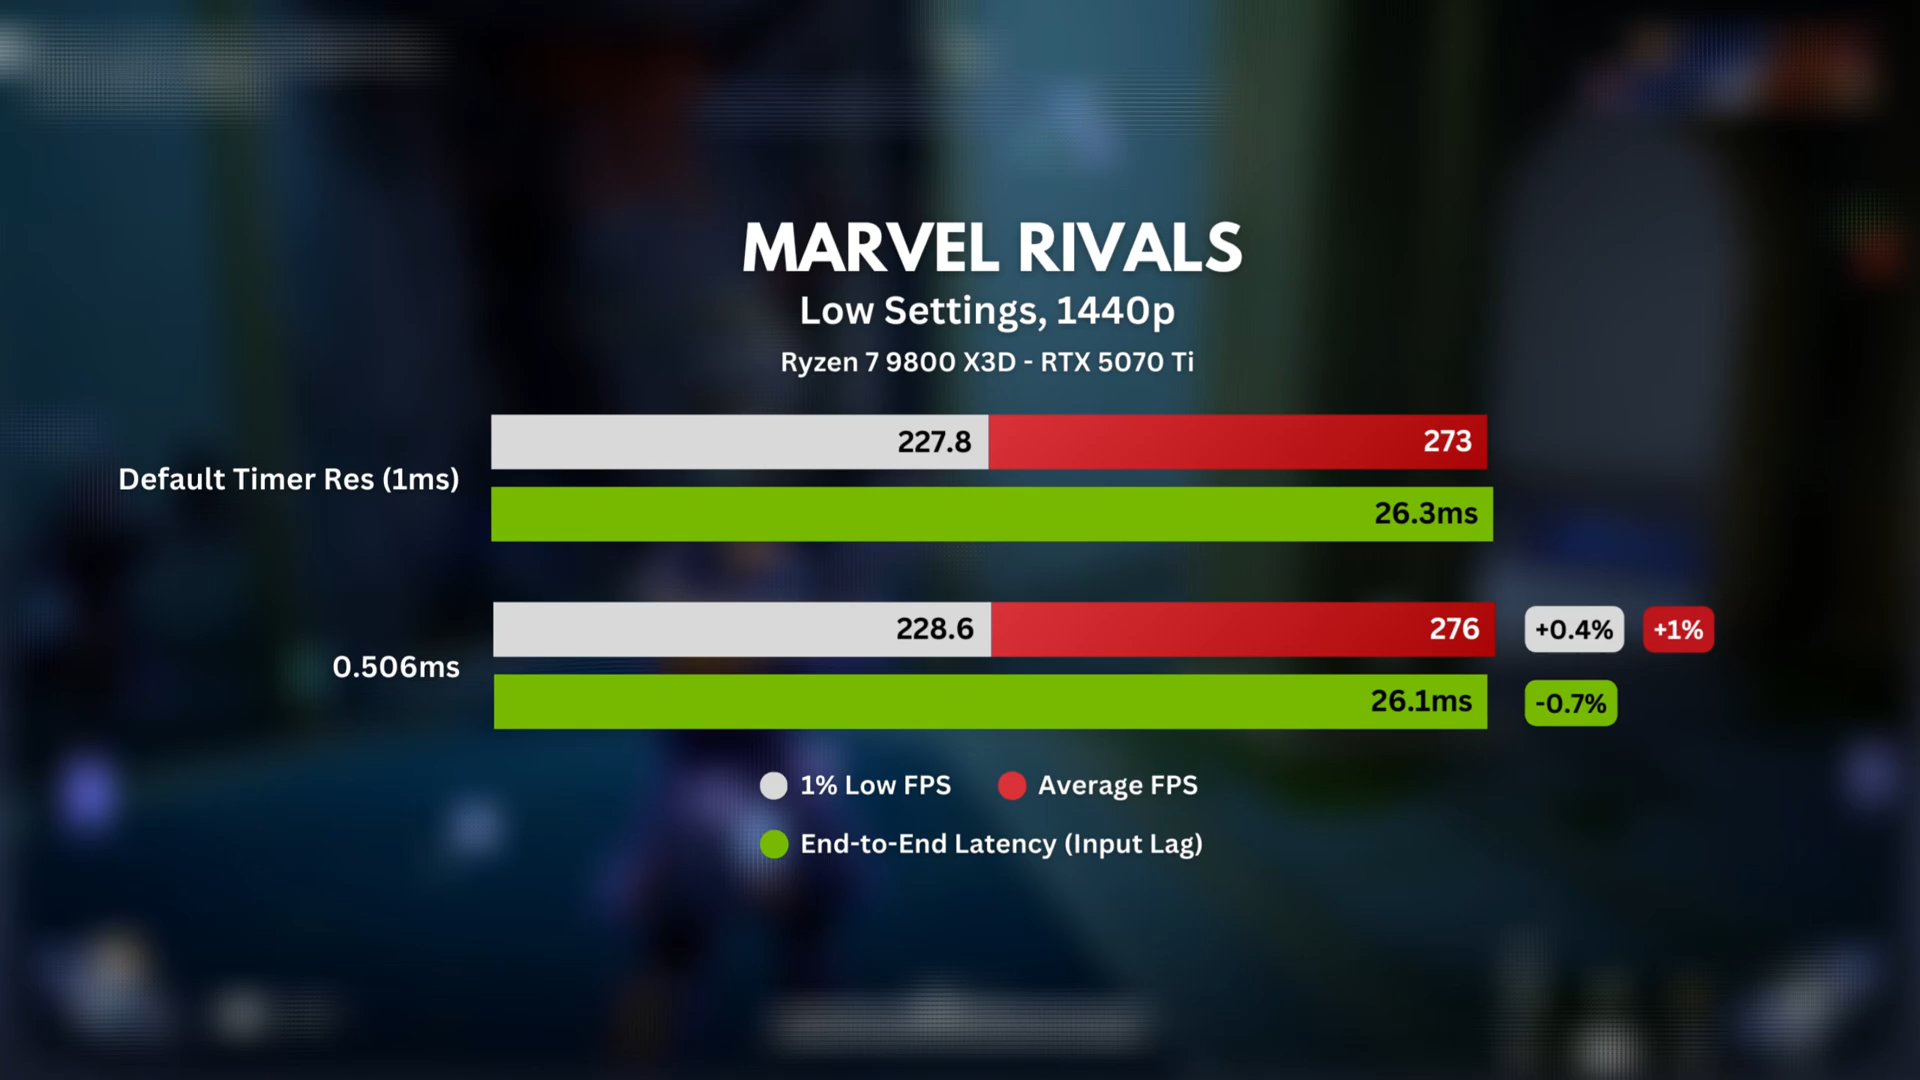 MARVEL RIVALS
Low Settings, 1440p
Ryzen 7 9800 X3D - RTX 5070 Ti
Default Timer Res (1ms)
227.8
273
26.3ms
0.506ms
228.6
276
+0.4%
+1%
26.1ms
-0.7%
1% Low FPS
Average FPS
End-to-End Latency (Input Lag)